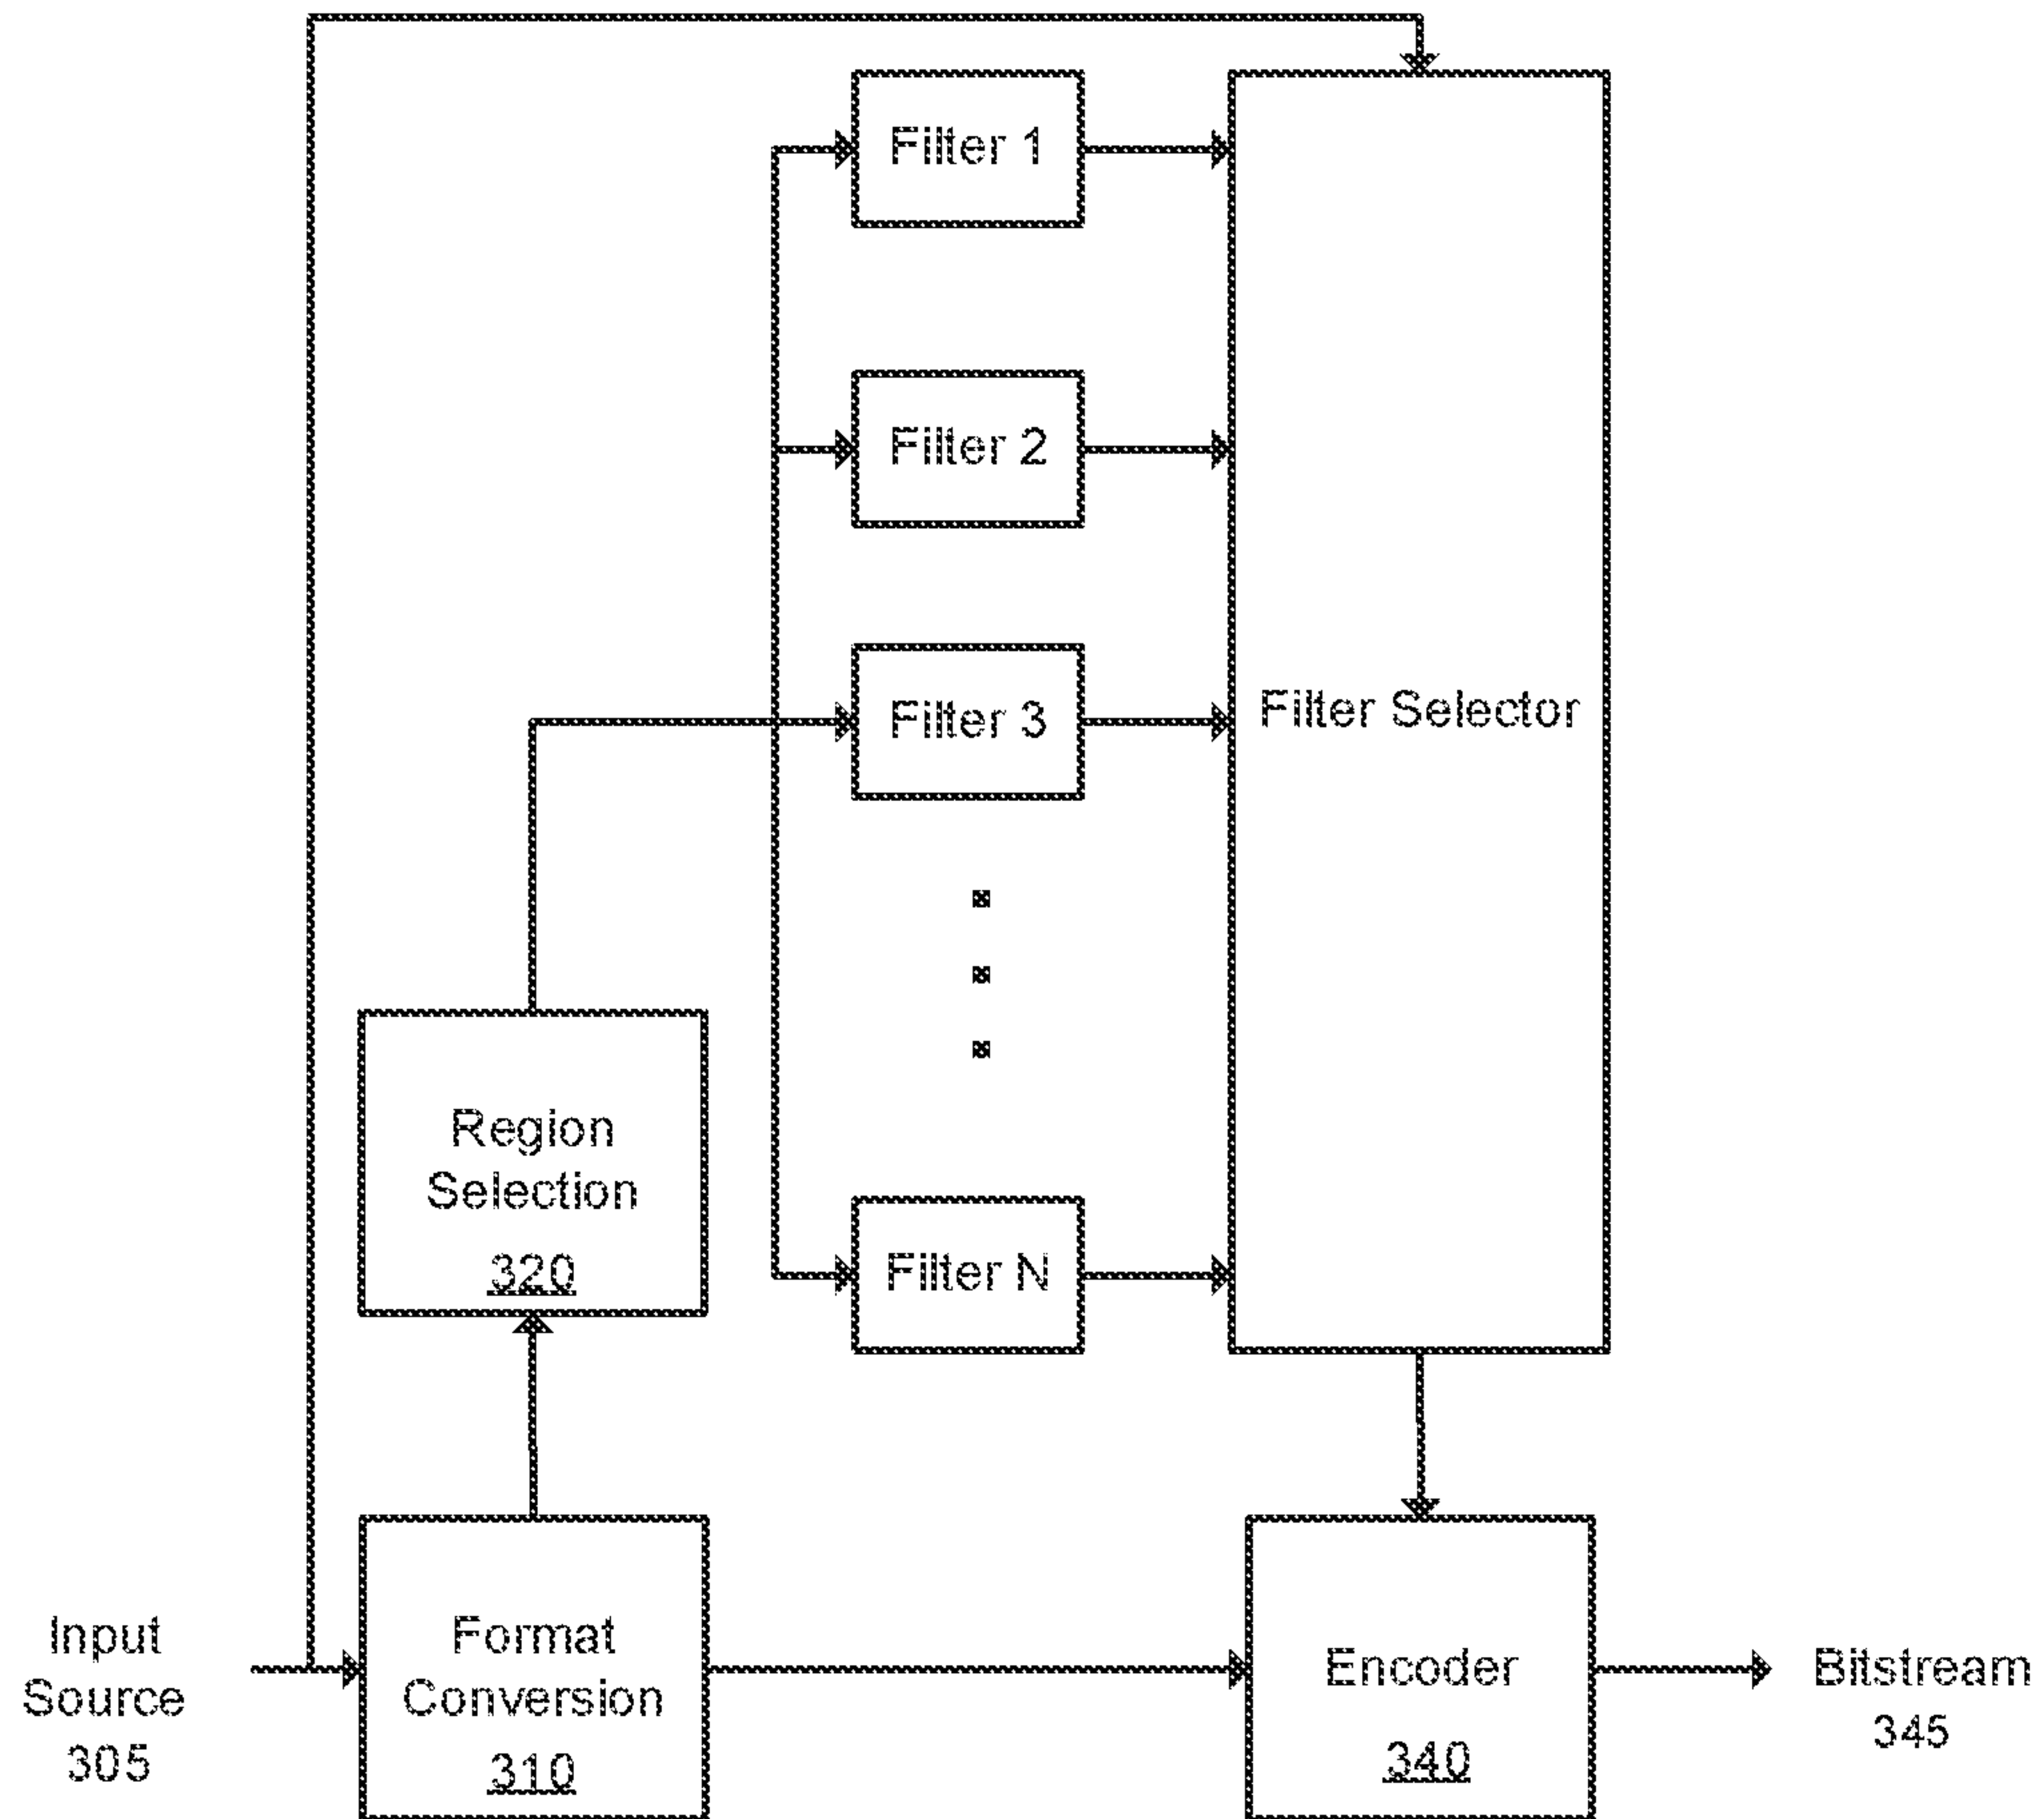 Filter 1
Filter 2
Filter 3
Filter Selector
Region
Selection
320
Filter N
Input
Source
305
Format
Conversion
310
Encoder
340
Bitstream
345